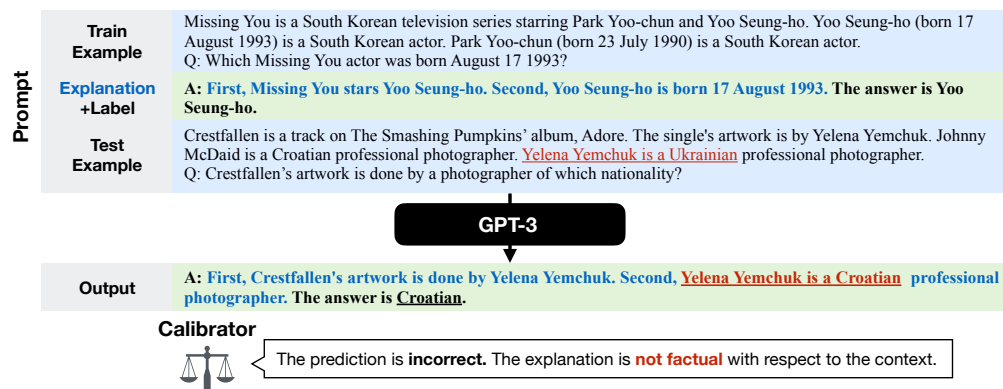 Prompt
Train Example
Missing You is a South Korean television series starring Park Yoo-chun and Yoo Seung-ho. Yoo Seung-ho (born 17
August 1993) is a South Korean actor. Park Yoo-chun (born 23 July 1990) is a South Korean actor.
Q: Which Missing You actor was born August 17 1993?
Explanation +Label
A: First, Missing You stars Yoo Seung-ho. Second, Yoo Seung-ho is born 17 August 1993. The answer is Yoo
Seung-ho.
Test Example
Crestfallen is a track on The Smashing Pumpkins' album, Adore. The single's artwork is by Yelena Yemchuk. Johnny
McDaid is a Croatian professional photographer. Yelena Yemchuk is a Ukrainian professional photographer.
Q: Crestfallen's artwork is done by a photographer of which nationality?
GPT-3
Output
A: First, Crestfallen's artwork is done by Yelena Yemchuk. Second, Yelena Yemchuk is a Croatian professional
photographer. The answer is Croatian.
Calibrator
The prediction is incorrect. The explanation is not factual with respect to the context.